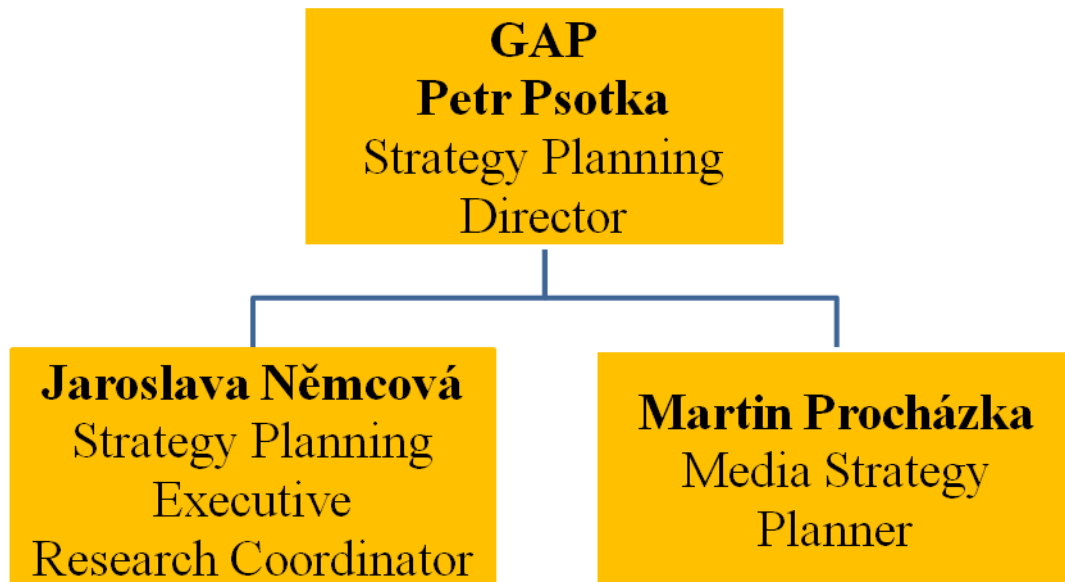 GAP
Petr Psotka
Strategy Planning
Director
Jaroslava Němcová
Strategy Planning
Executive
Research Coordinator
Martin Procházka
Media Strategy
Planner